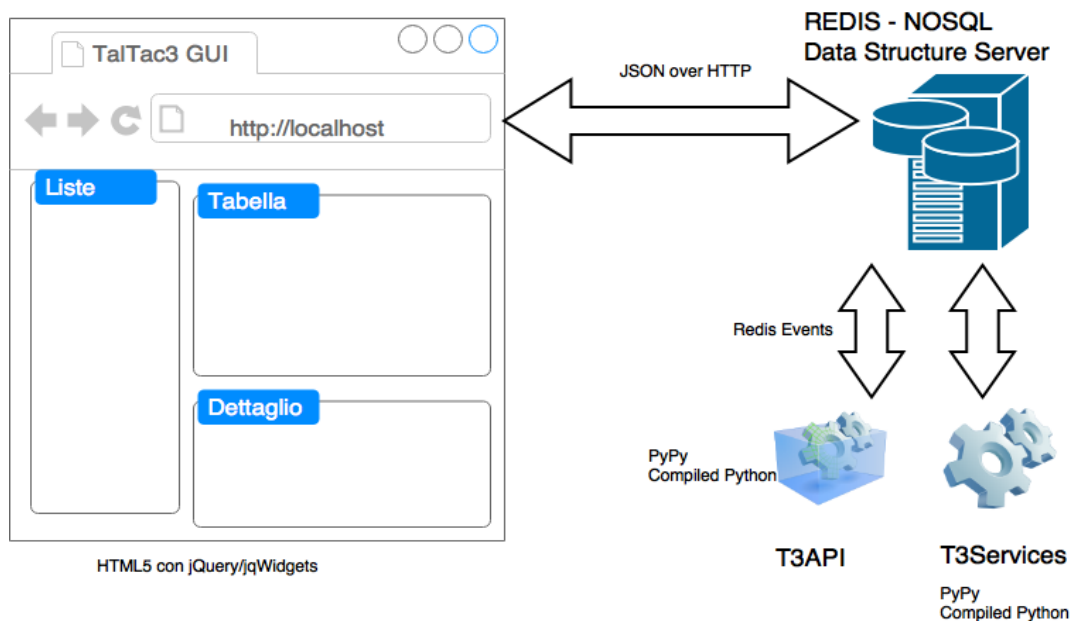 TalTac3 GUI
http://localhost
Liste
Tabella
Dettaglio
HTML5 con jQuery/jqWidgets
JSON over HTTP
REDIS - NOSQL
Data Structure Server
Redis Events
PyPy
Compiled Python
T3API
T3Services
PyPy
Compiled Python